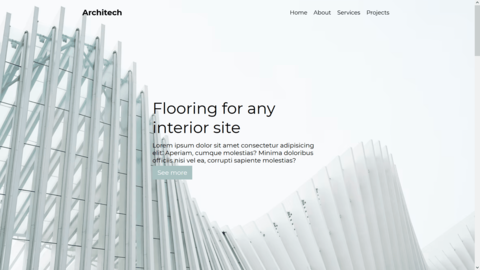 Architech
Home About Services Projects
Flooring for any
interior site
Lorem ipsum dolor sit amet consectetur adipisicing
elit. Aperiam, cumque molestias? Minima doloribus
officiis nisi vel ea, corrupti sapiente molestias?
See more